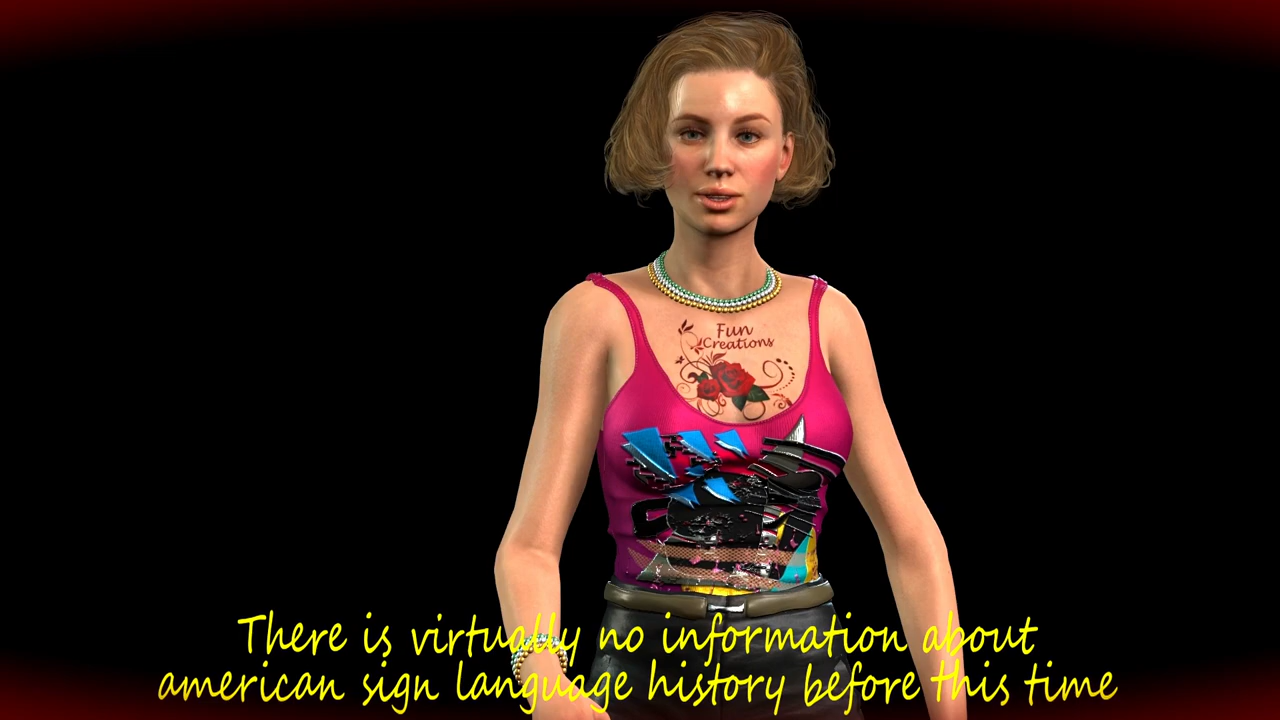 Fun
Creations
There is virtually no information about
american sign language history before this time